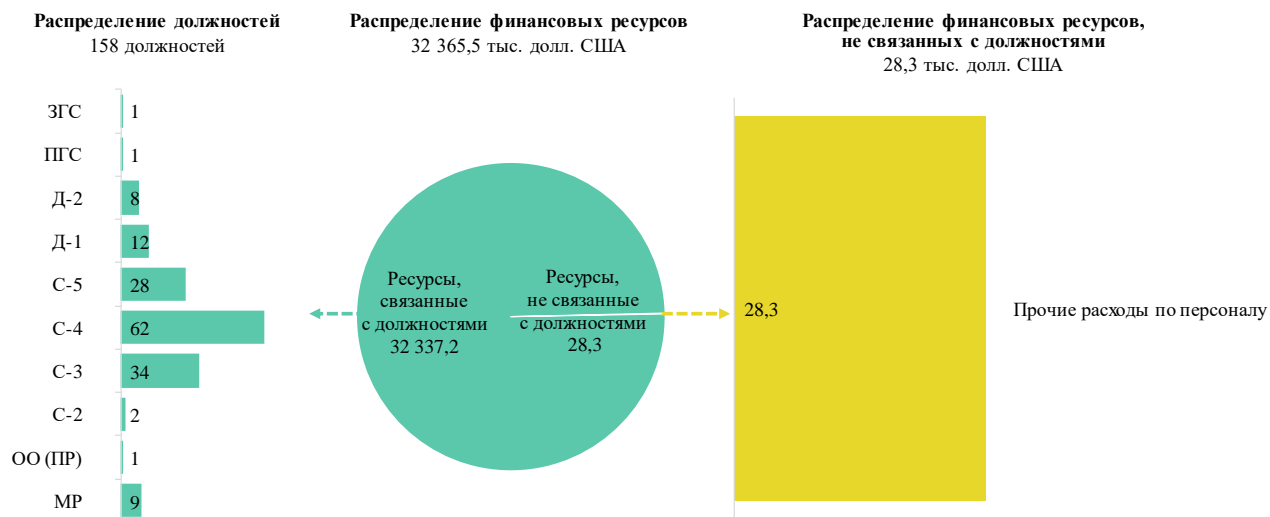 Распределение должностей
158 должностей
ЗГС
1
ПГС
1
Д-2
8
Д-1
12
С-5
28
С-4
62
С-3
34
С-2
2
ОО (ПР)
1
МР
9
Распределение финансовых ресурсов
32 365,5 тыс. долл. США
Ресурсы,
связанные
с должностями
32 337,2
Ресурсы,
не связанные
с должностями
28,3
Распределение финансовых ресурсов,
не связанных с должностями
28,3 тыс. долл. США
28,3
Прочие расходы по персоналу